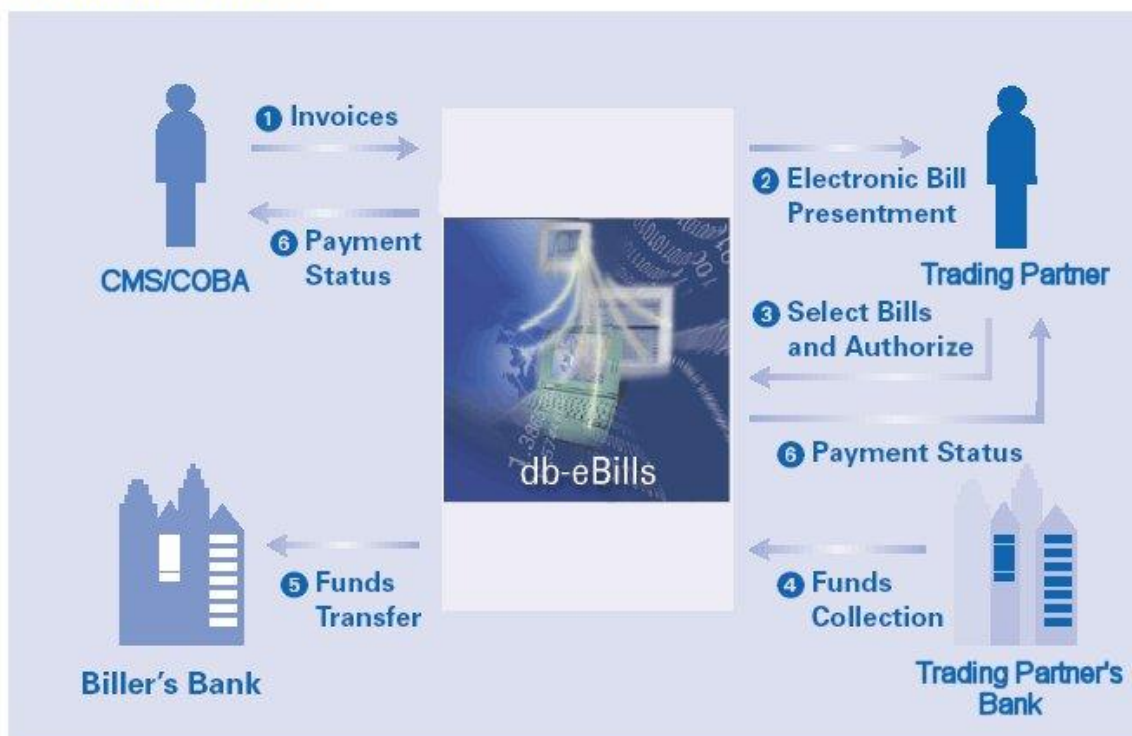 1 Invoices
6 Payment
Status
CMS/COBA
2 Electronic Bill
Presentment
Trading Partner
3 Select Bills
and Authorize
6 Payment Status
db-eBills
5 Funds
Transfer
Biller's Bank
4 Funds
Collection
Trading Partner's
Bank